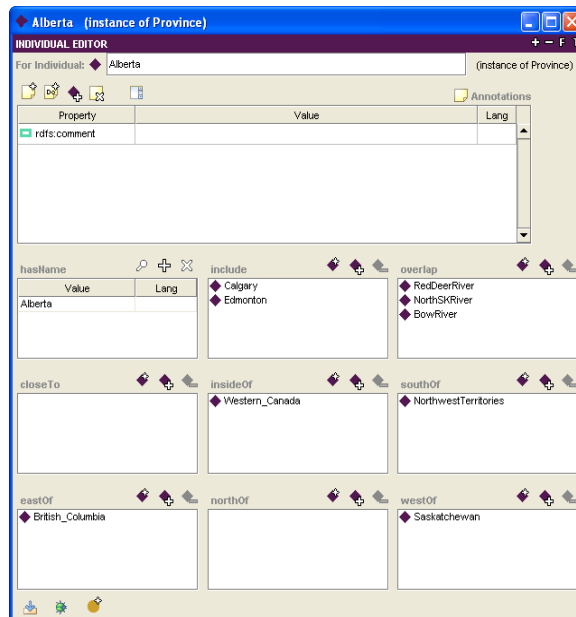 Alberta (instance of Province)
INDIVIDUAL EDITOR + − F T
For Individual: Alberta (instance of Province)
Annotations
Property Value Lang
rdfs:comment
hasName include overlap
Value Lang
Alberta
Calgary
Edmonton
RedDeerRiver
NorthSKRiver
BowRiver
closeTo insideOf southOf
Western_Canada
NorthwestTerritories
eastOf northOf westOf
British_Columbia
Saskatchewan